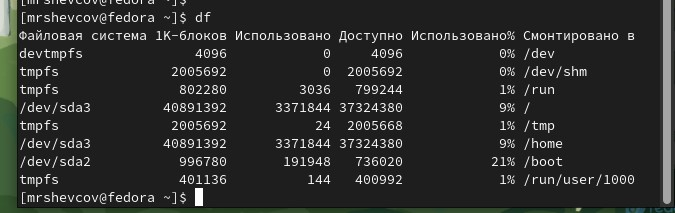 [mrshevcov@fedora ~]$
[mrshevcov@fedora ~]$ df
Файловая система 1K-блоков Использовано Доступно Использовано% Смонтировано в
devtmpfs 4096 0 4096 0% /dev
tmpfs 2005692 0 2005692 0% /dev/shm
tmpfs 802280 3036 799244 1% /run
/dev/sda3 40891392 3371844 37324380 9% /
tmpfs 2005692 24 2005668 1% /tmp
/dev/sda3 40891392 3371844 37324380 9% /home
/dev/sda2 996780 191948 736020 21% /boot
tmpfs 401136 144 400992 1% /run/user/1000
[mrshevcov@fedora ~]$